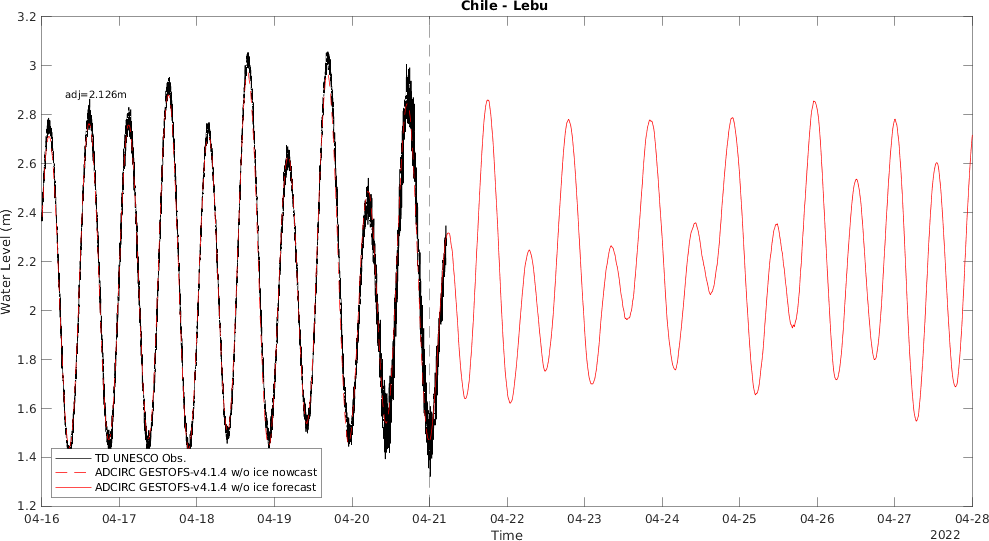 Chile - Lebu
3.2
3
2.8
2.6
2.4
2.2
2
1.8
1.6
1.4
1.2
Water Level (m)
adj=2.126m
TD UNESCO Obs.
ADCIRC GESTOFS-v4.1.4 w/o ice nowcast
ADCIRC GESTOFS-v4.1.4 w/o ice forecast
04-16 04-17 04-18 04-19 04-20 04-21 04-22 04-23 04-24 04-25 04-26 04-27 04-28
Time
2022